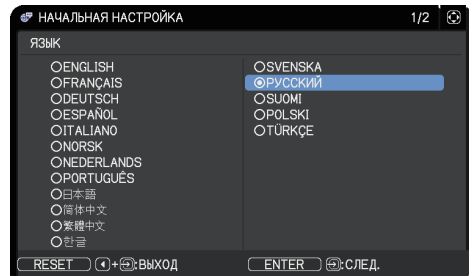 НАЧАЛЬНАЯ НАСТРОЙКА 1/2
ЯЗЫК
ENGLISH
FRANÇAIS
DEUTSCH
ESPAÑOL
ITALIANO
NORSK
NEDERLANDS
PORTUGUÊS
日本語
简体中文
繁體中文
한글
SVENSKA
РУССКИЙ
SUOMI
POLSKI
TÜRKÇE
RESET +:ВЫХОД ENTER :СЛЕД.